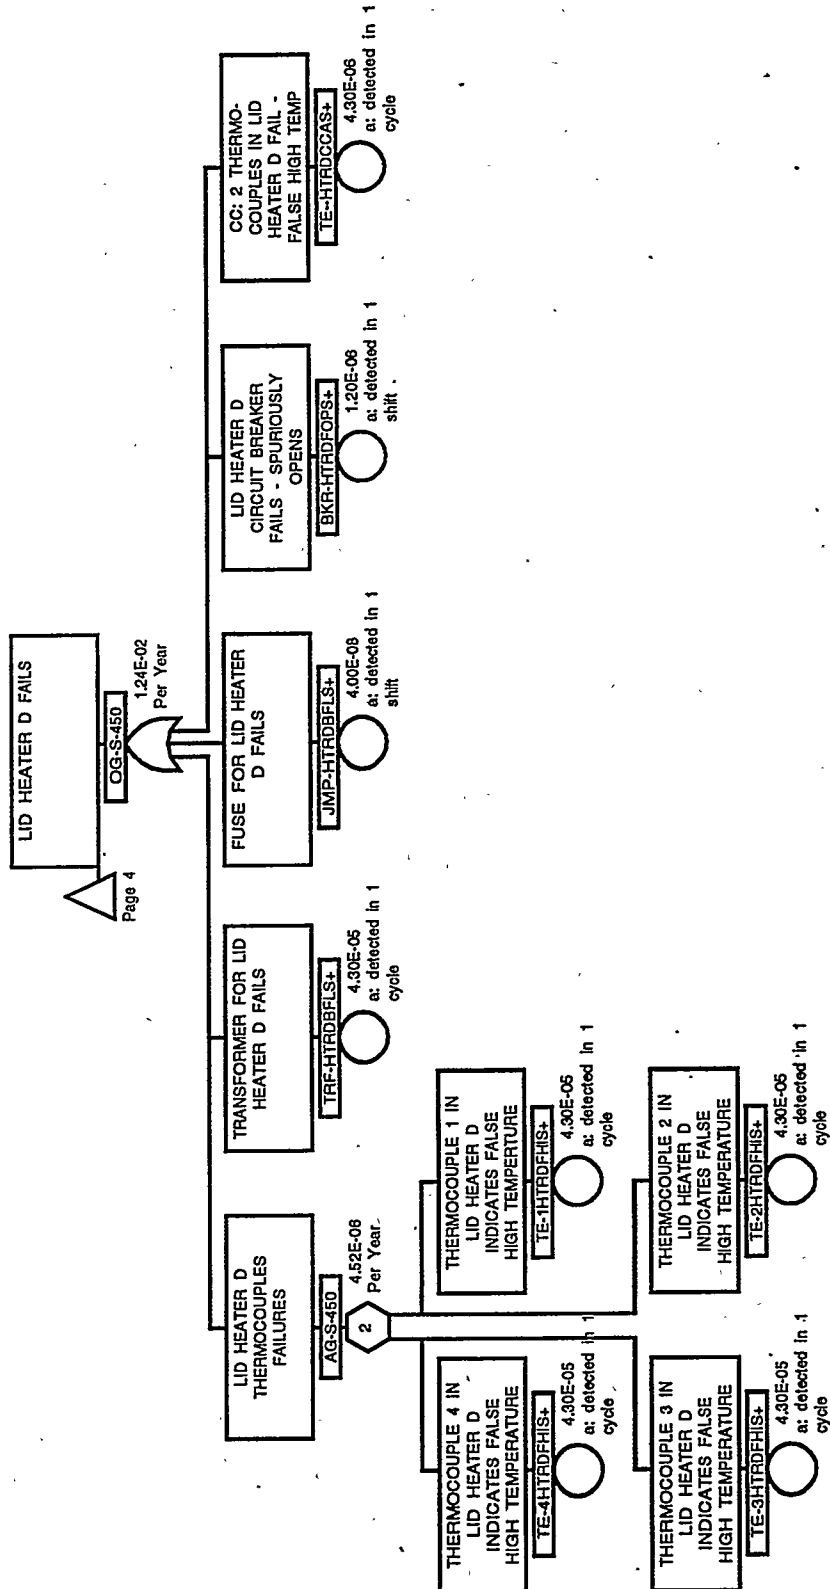 LID HEATER D FAILS
OG-S-450
1.24E-02
Per Year
Page 4
LID HEATER D
THERMOCOUPLES
FAILURES
AG-S-450
4.52E-06
Per Year
2
TRANSFORMER FOR LID
HEATER D FAILS
TRF-HTRDBFLS+
4.30E-05
a: detected in 1
cycle
FUSE FOR LID HEATER
D FAILS
JMP-HTRDBFLS+
4.00E-08
a: detected in 1
shift
LID HEATER D
CIRCUIT BREAKER
FAILS - SPURIOUSLY
OPENS
BKR-HTRDFOPS+
1.20E-06
a: detected in 1
shift
CC: 2 THERMO-
COUPLES IN LID
HEATER D FAIL -
FALSE HIGH TEMP
TE--HTRDCCAS+
4.30E-06
a: detected in 1
cycle
THERMOCOUPLE 4 IN
LID HEATER D
INDICATES FALSE
HIGH TEMPERATURE
TE-4HTRDFHIS+
4.30E-05
a: detected in 1
cycle
THERMOCOUPLE 1 IN
LID HEATER D
INDICATES FALSE
HIGH TEMPERTURE
TE-1HTRDFHIS+
4.30E-05
a: detected in 1
cycle
THERMOCOUPLE 3 IN
LID HEATER D
INDICATES FALSE
HIGH TEMPERATURE
TE-3HTRDFHIS+
4.30E-05
a: detected in 1
cycle
THERMOCOUPLE 2 IN
LID HEATER D
INDICATES FALSE
HIGH TEMPERATURE
TE-2HTRDFHIS+
4.30E-05
a: detected in 1
cycle